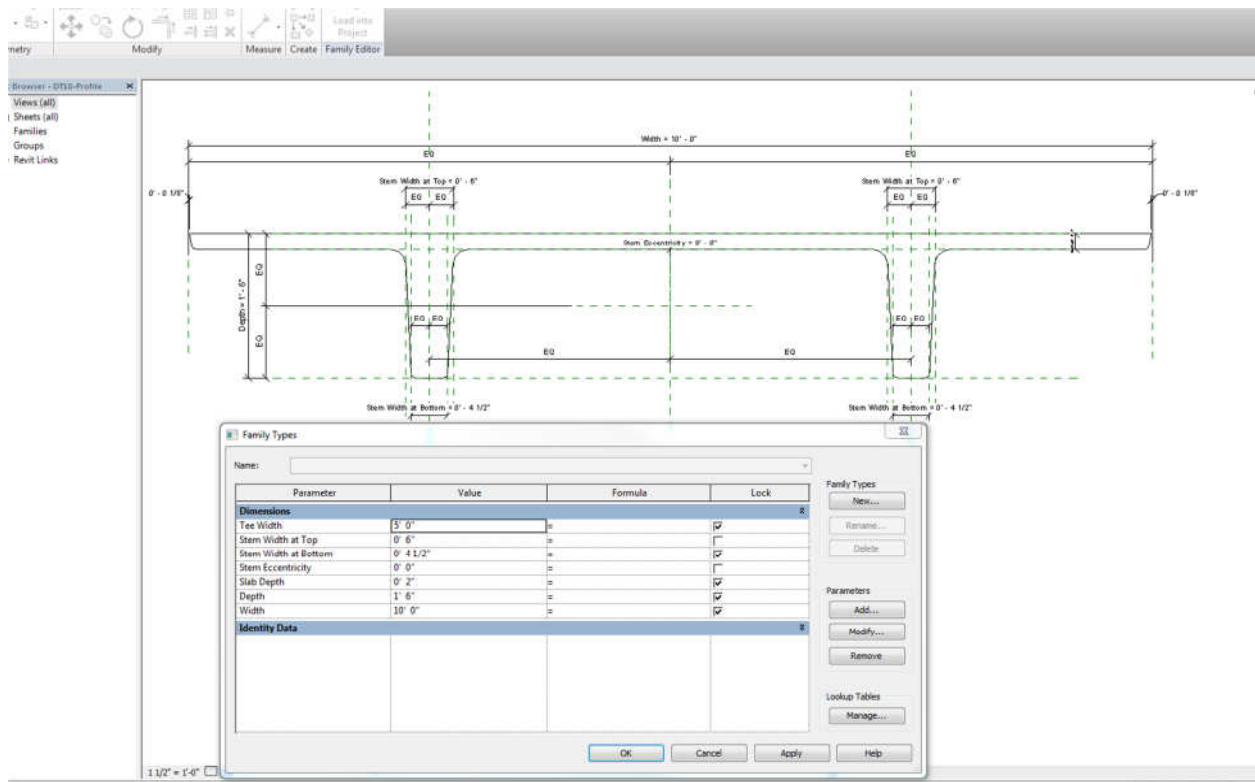 Load into
Project
metry Modify Measure Create Family Editor
Browser - DT10-Profile
Views (all)
Sheets (all)
Families
Groups
Revit Links
Width = 10' - 0"
EQ EQ
Stem Width at Top = 0' - 6" Stem Width at Top = 0' - 6"
0' - 0 1/8" EQ EQ EQ EQ 0' - 0 1/8"
Stem Eccentricity = 0' - 0"
EQ
Depth = 1' - 6"
EQ EQ EQ EQ
EQ
EQ EQ
Stem Width at Bottom = 0' - 4 1/2" Stem Width at Bottom = 0' - 4 1/2"
Family Types
Name:
Parameter Value Formula Lock
Dimensions
Tee Width 5' 0" =
Stem Width at Top 0' 6" =
Stem Width at Bottom 0' 4 1/2" =
Stem Eccentricity 0' 0" =
Slab Depth 0' 2" =
Depth 1' 6" =
Width 10' 0" =
Identity Data
Family Types
New...
Rename...
Delete
Parameters
Add...
Modify...
Remove
Lookup Tables
Manage...
OK Cancel Apply Help
1 1/2" = 1'-0"